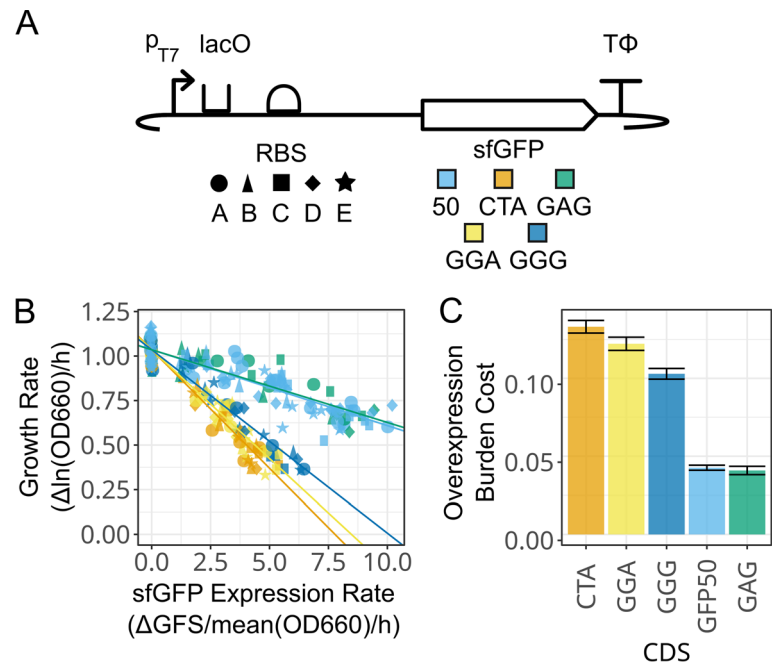 A
pT7 lacO TΦ
RBS sfGFP
A B C D E
50 CTA GAG
GGA GGG
B
Growth Rate
(Δln(OD660)/h)
1.25
1.00
0.75
0.50
0.25
0.00
0.0 2.5 5.0 7.5 10.0
sfGFP Expression Rate
(ΔGFS/mean(OD660)/h)
C
Overexpression
Burden Cost
0.10
0.05
0.00
CTA GGA GGG GFP50 GAG
CDS